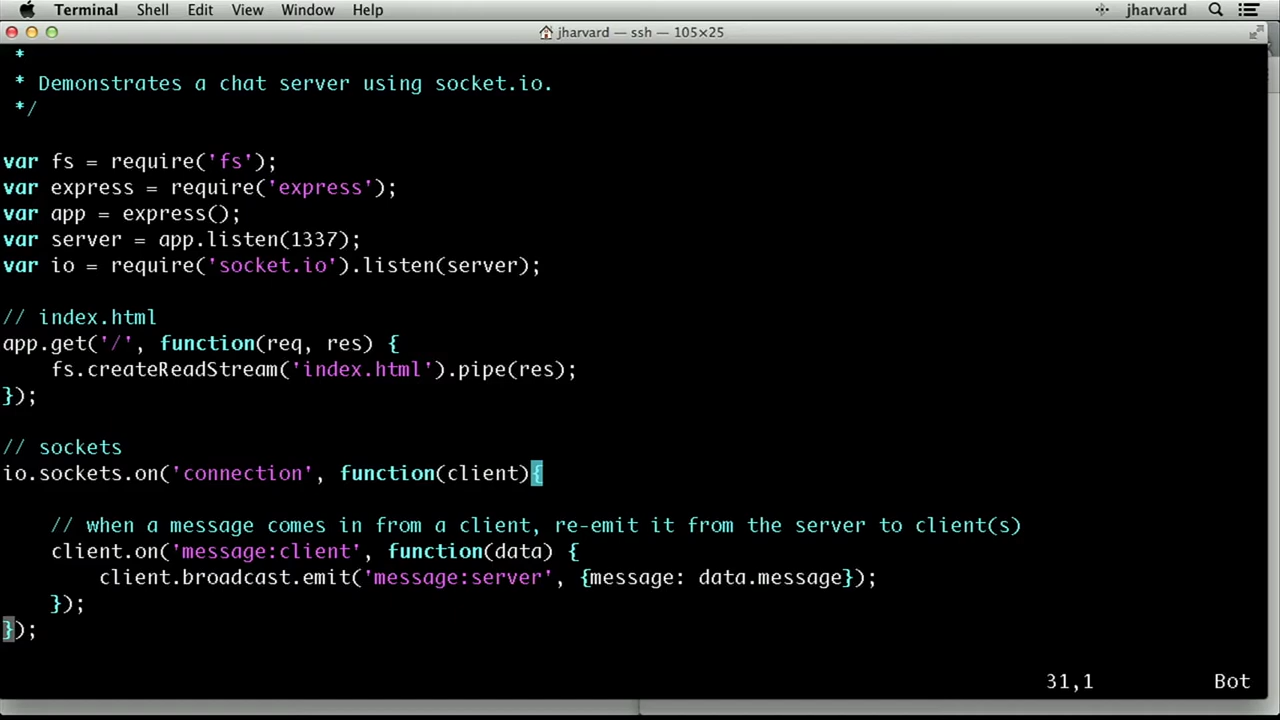 Terminal Shell Edit View Window Help jharvard
jharvard — ssh — 105×25
*
* Demonstrates a chat server using socket.io.
*/
var fs = require('fs');
var express = require('express');
var app = express();
var server = app.listen(1337);
var io = require('socket.io').listen(server);
// index.html
app.get('/', function(req, res) {
    fs.createReadStream('index.html').pipe(res);
});
// sockets
io.sockets.on('connection', function(client){
    // when a message comes in from a client, re-emit it from the server to client(s)
    client.on('message:client', function(data) {
        client.broadcast.emit('message:server', {message: data.message});
    });
});
31,1 Bot